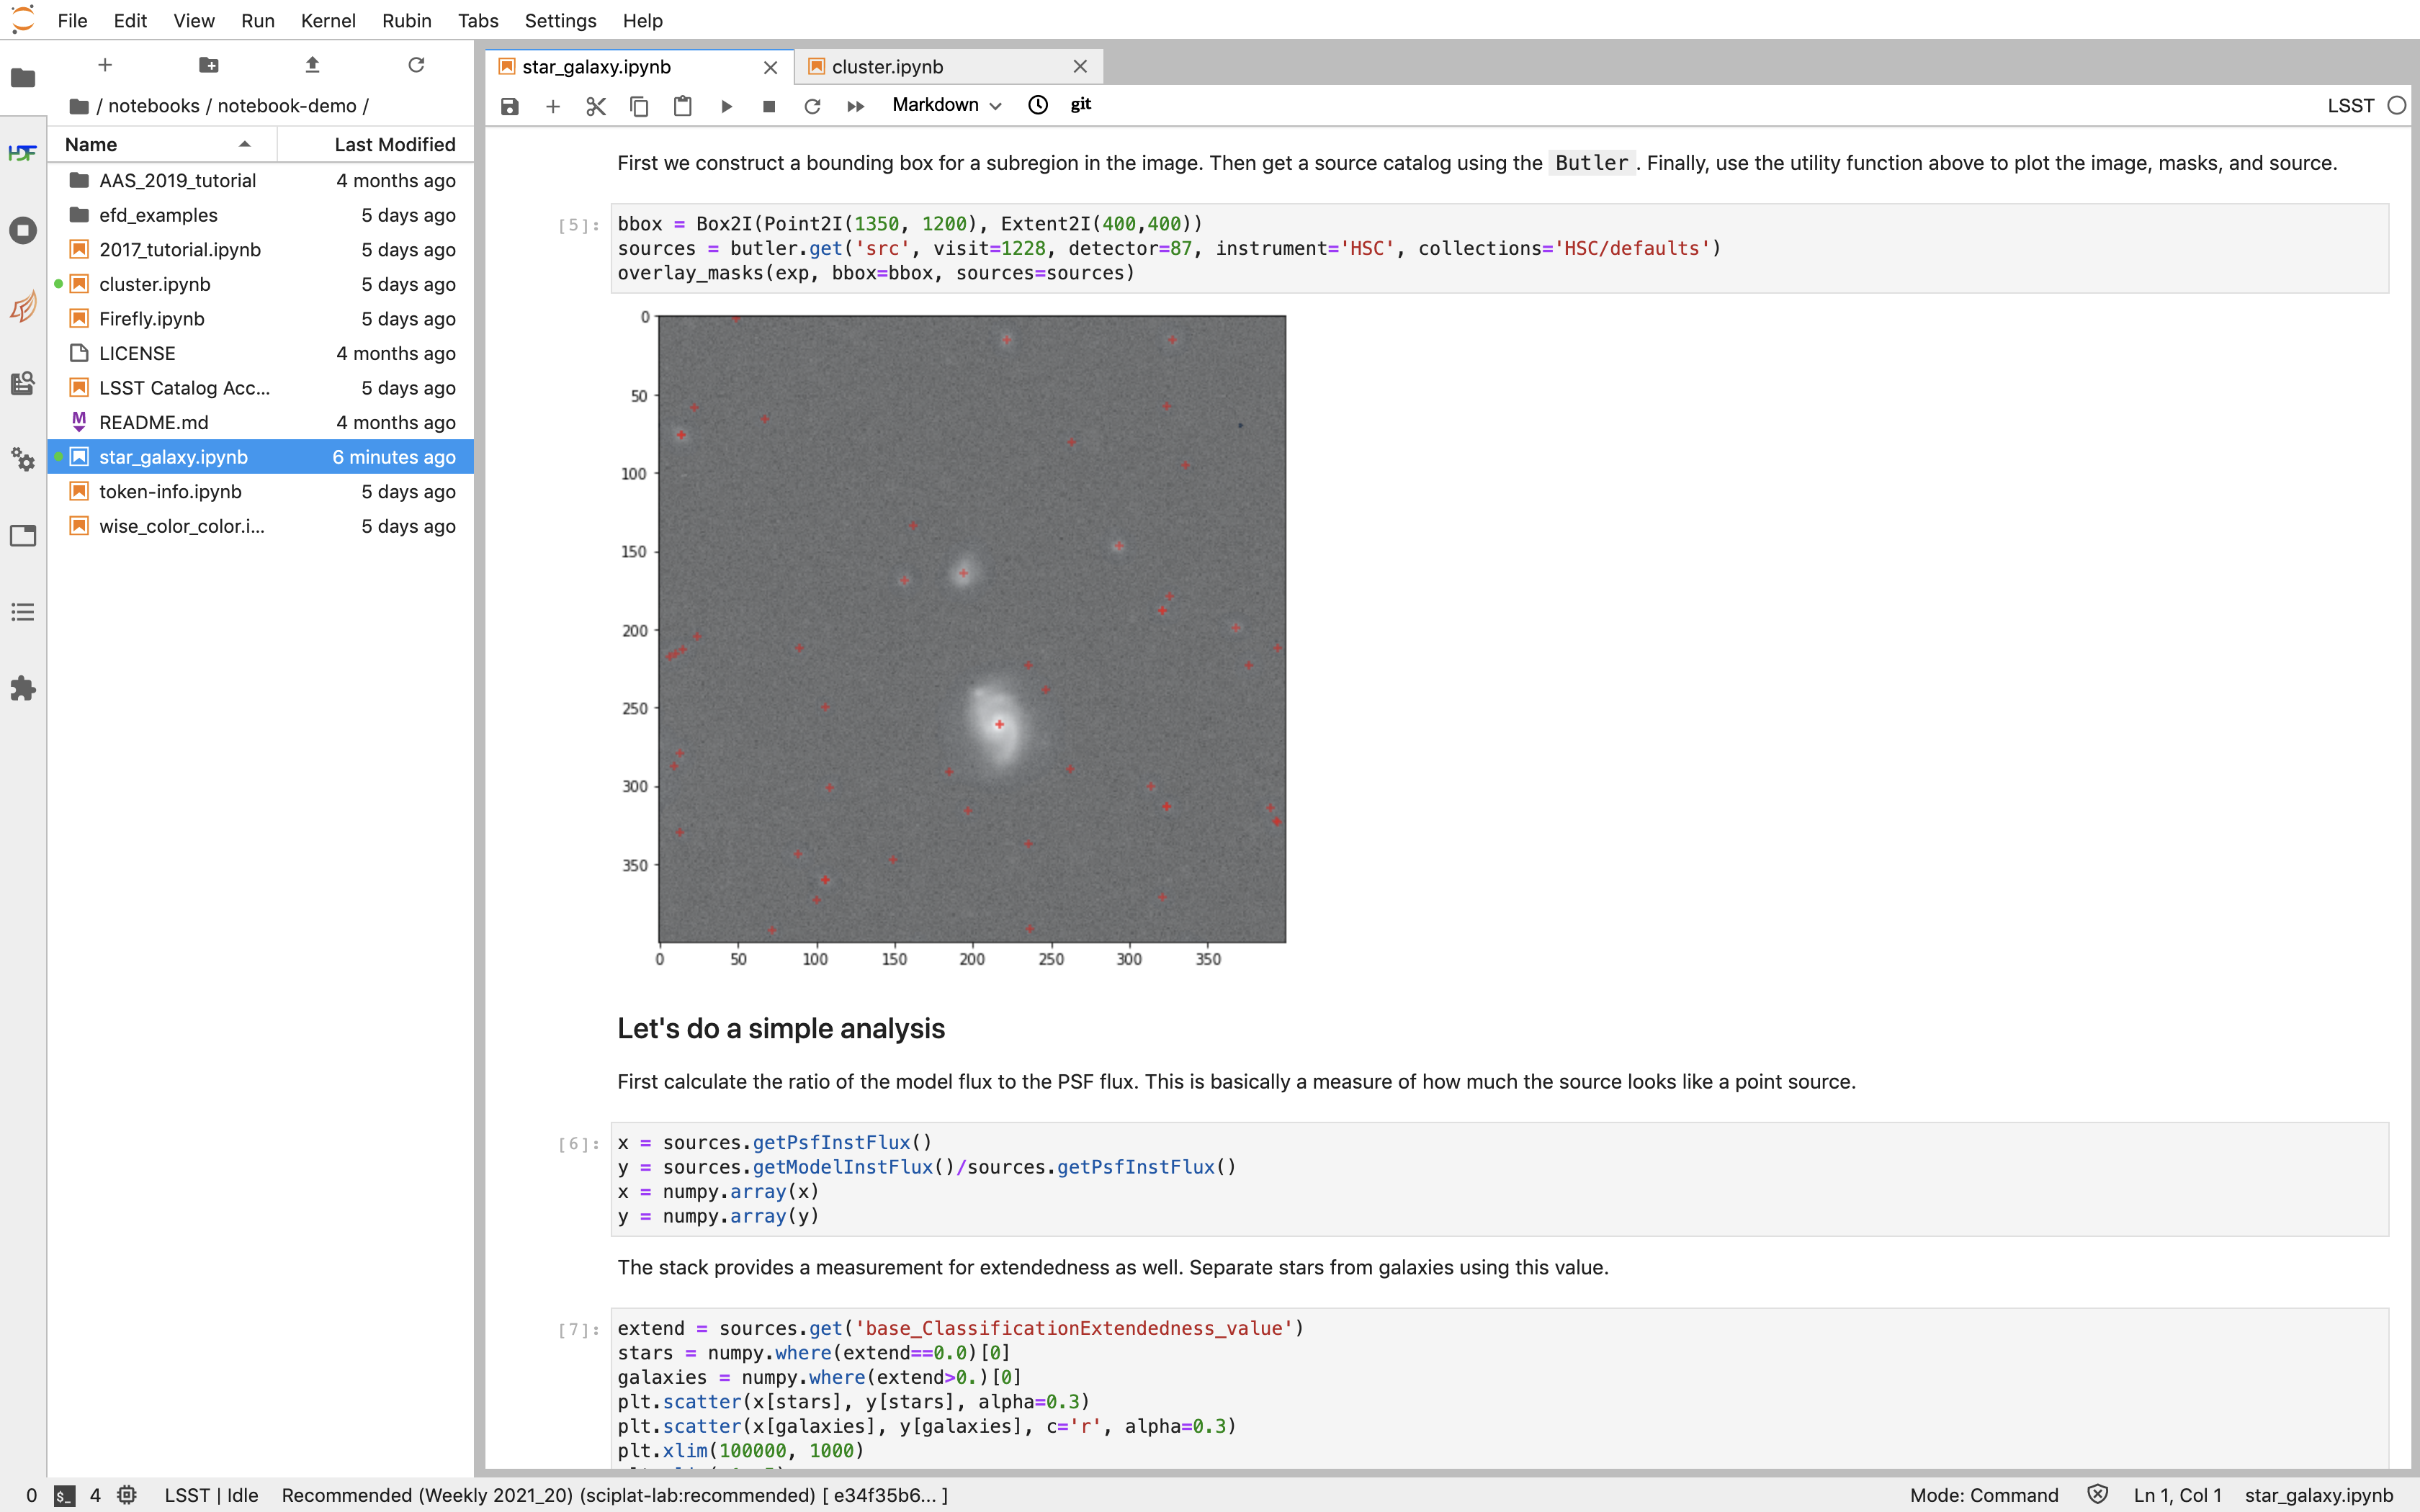 File Edit View Run Kernel Rubin Tabs Settings Help
/ notebooks / notebook-demo /
Name Last Modified
AAS_2019_tutorial 4 months ago
efd_examples 5 days ago
2017_tutorial.ipynb 5 days ago
cluster.ipynb 5 days ago
Firefly.ipynb 5 days ago
LICENSE 4 months ago
LSST Catalog Acc... 5 days ago
README.md 4 months ago
star_galaxy.ipynb 6 minutes ago
token-info.ipynb 5 days ago
wise_color_color.i... 5 days ago
star_galaxy.ipynb cluster.ipynb
Markdown git LSST
First we construct a bounding box for a subregion in the image. Then get a source catalog using the Butler. Finally, use the utility function above to plot the image, masks, and source.
[5]: bbox = Box2I(Point2I(1350, 1200), Extent2I(400,400))
sources = butler.get('src', visit=1228, detector=87, instrument='HSC', collections='HSC/defaults')
overlay_masks(exp, bbox=bbox, sources=sources)
0
50
100
150
200
250
300
350
0 50 100 150 200 250 300 350
Let's do a simple analysis
First calculate the ratio of the model flux to the PSF flux. This is basically a measure of how much the source looks like a point source.
[6]: x = sources.getPsfInstFlux()
y = sources.getModelInstFlux()/sources.getPsfInstFlux()
x = numpy.array(x)
y = numpy.array(y)
The stack provides a measurement for extendedness as well. Separate stars from galaxies using this value.
[7]: extend = sources.get('base_ClassificationExtendedness_value')
stars = numpy.where(extend==0.0)[0]
galaxies = numpy.where(extend>0.)[0]
plt.scatter(x[stars], y[stars], alpha=0.3)
plt.scatter(x[galaxies], y[galaxies], c='r', alpha=0.3)
plt.xlim(100000, 1000)
0 $_ 4 LSST | Idle Recommended (Weekly 2021_20) (sciplat-lab:recommended) [ e34f35b6... ] Mode: Command Ln 1, Col 1 star_galaxy.ipynb